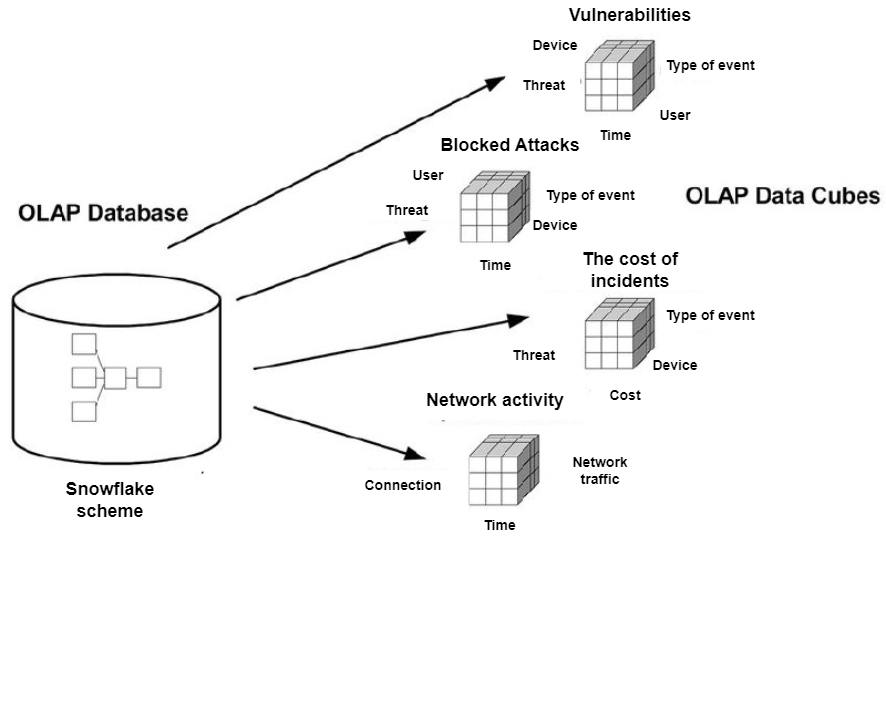 Vulnerabilities
Device
Type of event
Threat
User
Time
Blocked Attacks
User
Type of event
Threat
Device
Time
OLAP Database
OLAP Data Cubes
The cost of
incidents
Type of event
Threat
Device
Cost
Network activity
Network
traffic
Connection
Time
Snowflake
scheme